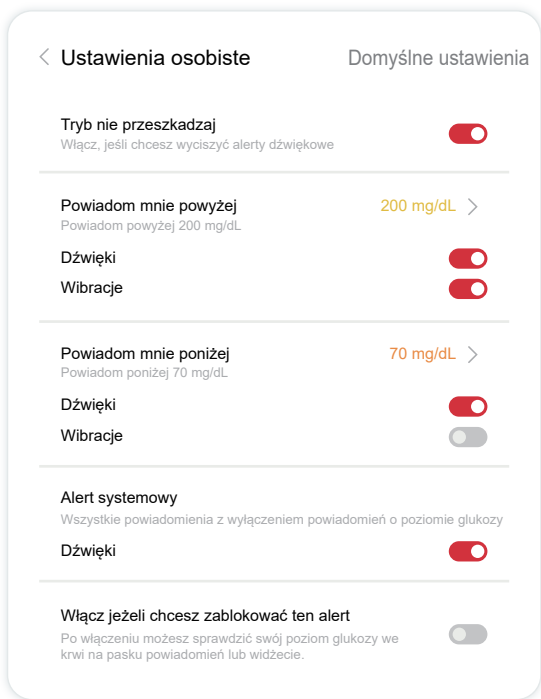 Ustawienia osobiste
Domyślne ustawienia
Tryb nie przeszkadzaj
Włącz, jeśli chcesz wyciszyć alerty dźwiękowe
Powiadom mnie powyżej
200 mg/dL
Powiadom powyżej 200 mg/dL
Dźwięki
Wibracje
Powiadom mnie poniżej
70 mg/dL
Powiadom poniżej 70 mg/dL
Dźwięki
Wibracje
Alert systemowy
Wszystkie powiadomienia z wyłączeniem powiadomień o poziomie glukozy
Dźwięki
Włącz jeżeli chcesz zablokować ten alert
Po włączeniu możesz sprawdzić swój poziom glukozy we
krwi na pasku powiadomień lub widżecie.